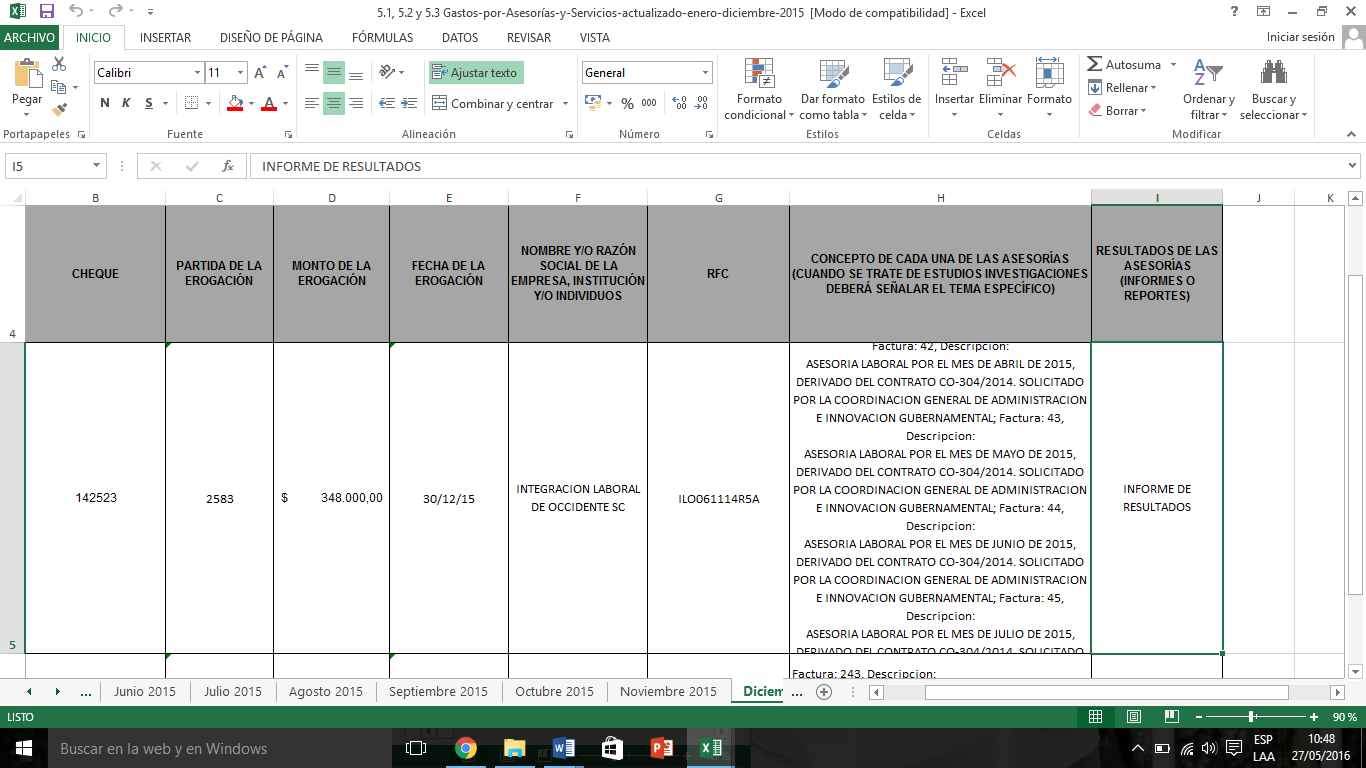 5.1, 5.2 y 5.3 Gastos-por-Asesorías-y-Servicios-actualizado-enero-diciembre-2015 [Modo de compatibilidad] - Excel
ARCHIVO INICIO INSERTAR DISEÑO DE PÁGINA FÓRMULAS DATOS REVISAR VISTA Iniciar sesión
Pegar
Portapapeles
Calibri 11
N K S
Fuente
Ajustar texto
Combinar y centrar
Alineación
General
% 000
Número
Formato condicional
Dar formato como tabla
Estilos de celda
Estilos
Insertar Eliminar Formato
Celdas
Autosuma
Rellenar
Borrar
Ordenar y filtrar
Buscar y seleccionar
Modificar
I5 fx INFORME DE RESULTADOS
B C D E F G H I J K
4
CHEQUE
PARTIDA DE LA
EROGACIÓN
MONTO DE LA
EROGACIÓN
FECHA DE LA
EROGACIÓN
NOMBRE Y/O RAZÓN
SOCIAL DE LA
EMPRESA, INSTITUCIÓN
Y/O INDIVIDUOS
RFC
CONCEPTO DE CADA UNA DE LAS ASESORÍAS
(CUANDO SE TRATE DE ESTUDIOS INVESTIGACIONES
DEBERÁ SEÑALAR EL TEMA ESPECÍFICO)
RESULTADOS DE LAS
ASESORÍAS
(INFORMES O
REPORTES)
5
142523
2583
$ 348.000,00
30/12/15
INTEGRACION LABORAL
DE OCCIDENTE SC
ILO061114R5A
Factura: 42, Descripcion:
ASESORIA LABORAL POR EL MES DE ABRIL DE 2015,
DERIVADO DEL CONTRATO CO-304/2014. SOLICITADO
POR LA COORDINACION GENERAL DE ADMINISTRACION
E INNOVACION GUBERNAMENTAL; Factura: 43,
Descripcion:
ASESORIA LABORAL POR EL MES DE MAYO DE 2015,
DERIVADO DEL CONTRATO CO-304/2014. SOLICITADO
POR LA COORDINACION GENERAL DE ADMINISTRACION
E INNOVACION GUBERNAMENTAL; Factura: 44,
Descripcion:
ASESORIA LABORAL POR EL MES DE JUNIO DE 2015,
DERIVADO DEL CONTRATO CO-304/2014. SOLICITADO
POR LA COORDINACION GENERAL DE ADMINISTRACION
E INNOVACION GUBERNAMENTAL; Factura: 45,
Descripcion:
ASESORIA LABORAL POR EL MES DE JULIO DE 2015,
DERIVADO DEL CONTRATO CO-304/2014. SOLICITADO
INFORME DE
RESULTADOS
Factura: 243, Descripcion:
... Junio 2015 Julio 2015 Agosto 2015 Septiembre 2015 Octubre 2015 Noviembre 2015 Diciem ...
LISTO 90 %
Buscar en la web y en Windows
ESP
LAA
10:48
27/05/2016